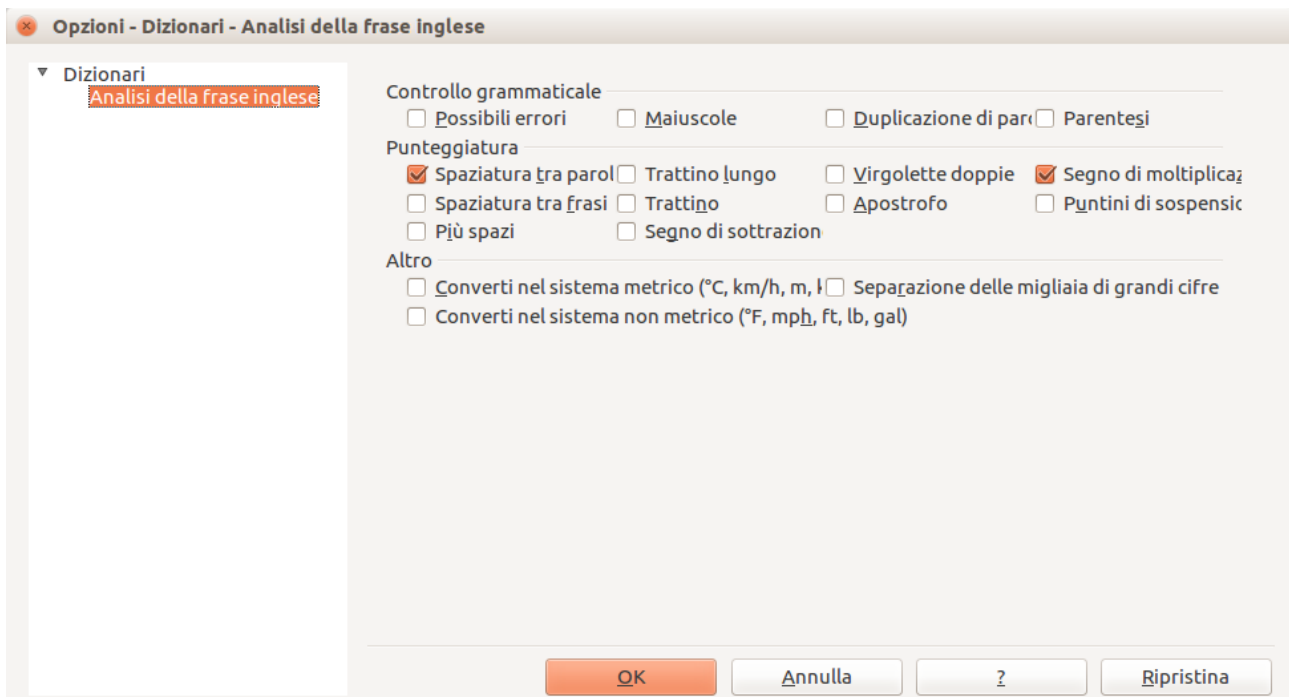 Opzioni - Dizionari - Analisi della frase inglese
Dizionari
Analisi della frase inglese
Controllo grammaticale
Possibili errori Maiuscole Duplicazione di paro Parentesi
Punteggiatura
Spaziatura tra parol Trattino lungo Virgolette doppie Segno di moltiplicaz
Spaziatura tra frasi Trattino Apostrofo Puntini di sospensio
Più spazi Segno di sottrazion
Altro
Converti nel sistema metrico (°C, km/h, m, k Separazione delle migliaia di grandi cifre
Converti nel sistema non metrico (°F, mph, ft, lb, gal)
OK Annulla ? Ripristina